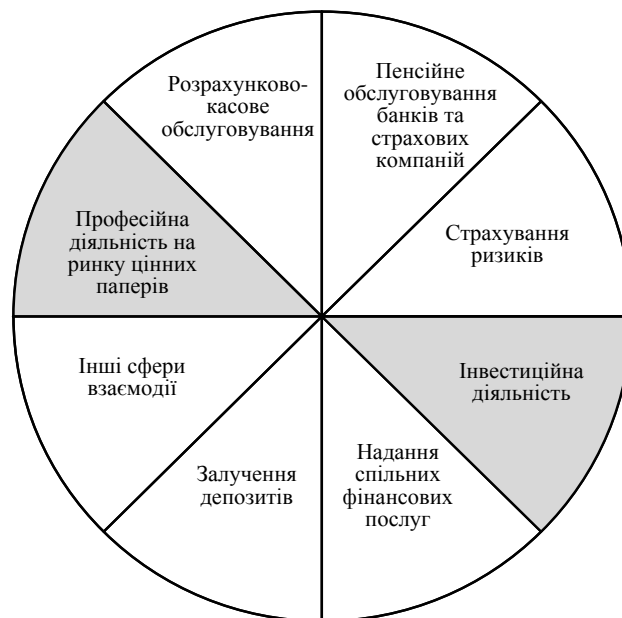 Розрахунково-
касове
обслуговування
Пенсійне
обслуговування
банків та
страхових
компаній
Страхування
ризиків
Інвестиційна
діяльність
Надання
спільних
фінансових
послуг
Залучення
депозитів
Інші сфери
взаємодії
Професійна
діяльність на
ринку цінних
паперів